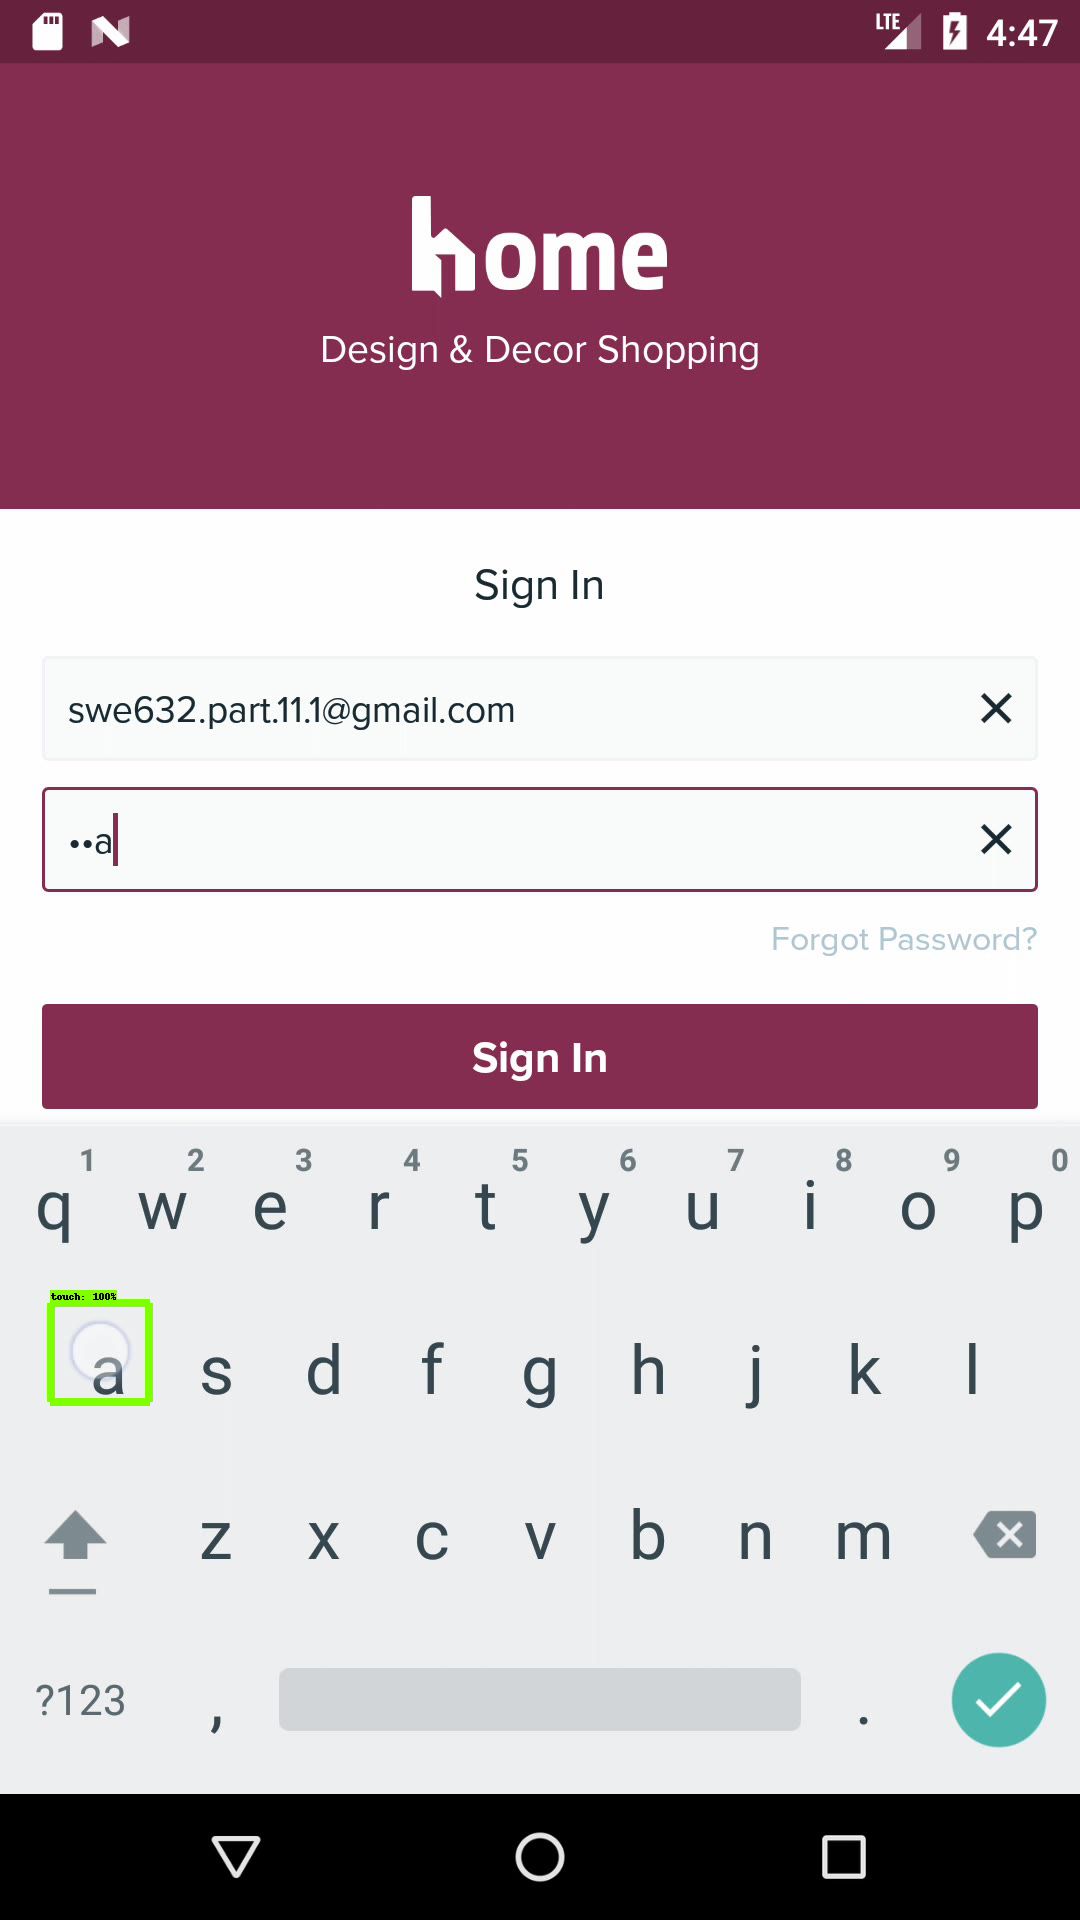 LTE 4:47
home
Design & Decor Shopping
Sign In
swe632.part.11.1@gmail.com
••a
Forgot Password?
Sign In
1 2 3 4 5 6 7 8 9 0
q w e r t y u i o p
touch: 100%
a s d f g h j k l
z x c v b n m
?123 , .